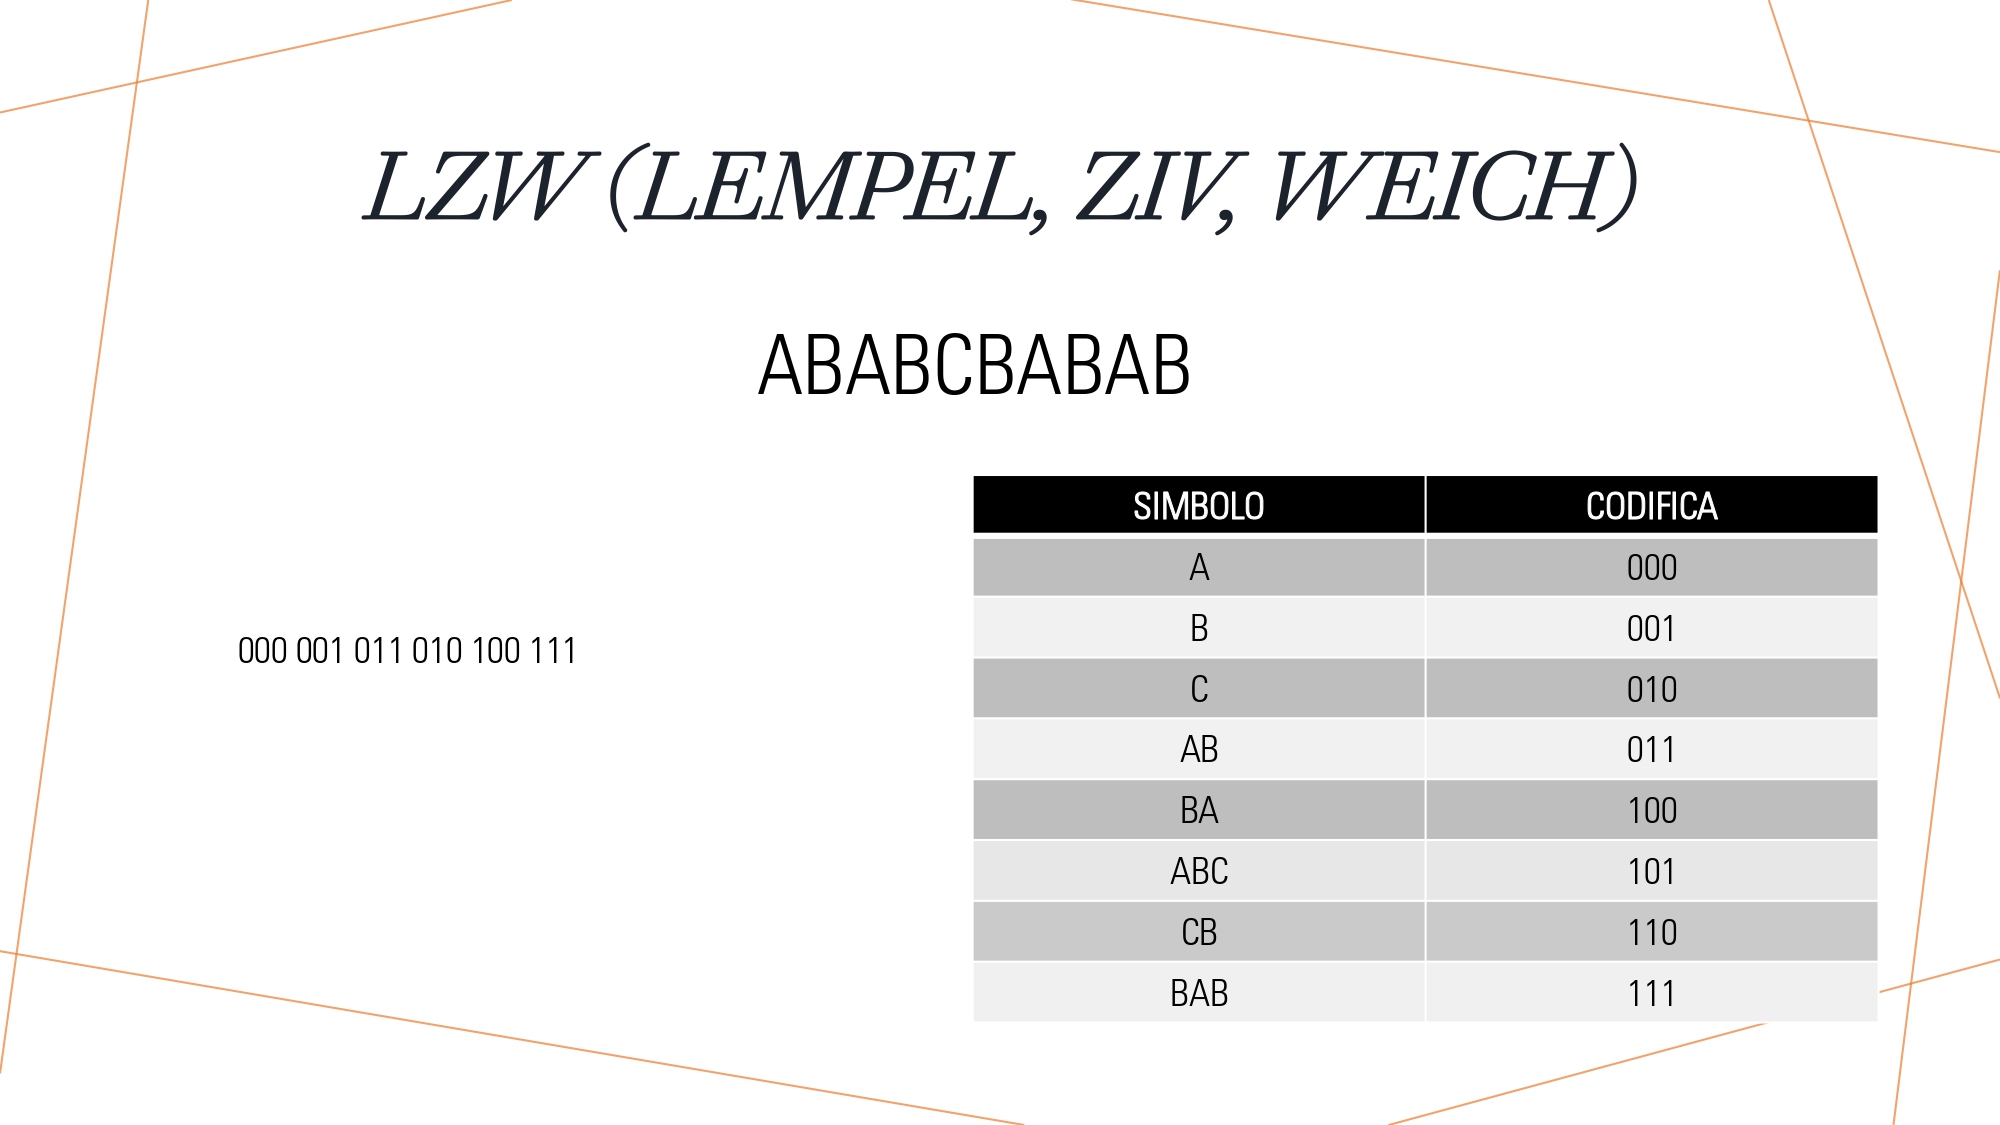 LZW (LEMPEL, ZIV, WEICH)
ABABCBABAB
000 001 011 010 100 111
SIMBOLO CODIFICA
A 000
B 001
C 010
AB 011
BA 100
ABC 101
CB 110
BAB 111